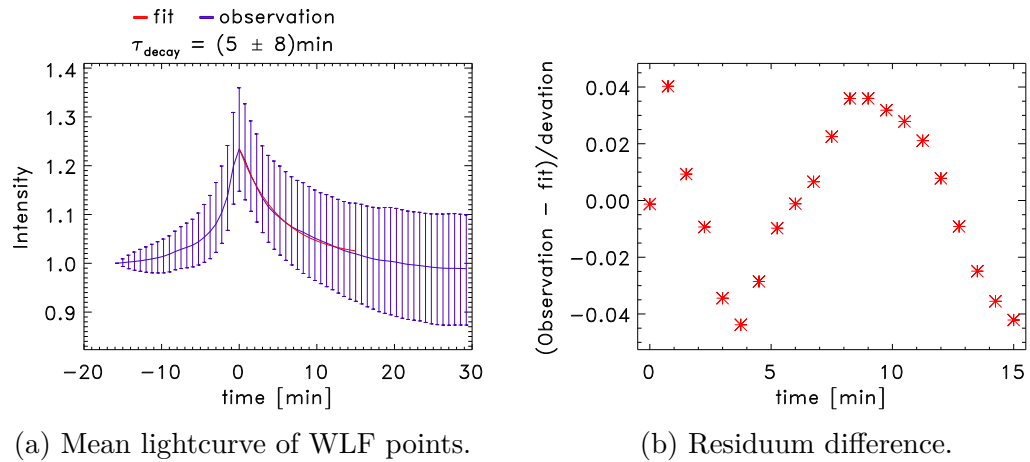 fit observation
τdecay = (5 ± 8)min
1.4
1.3
1.2
1.1
1.0
0.9
Intensity
−20 −10 0 10 20 30
time [min]
(a) Mean lightcurve of WLF points.
0.04
0.02
0.00
−0.02
−0.04
(Observation − fit)/devation
0 5 10 15
time [min]
(b) Residuum difference.